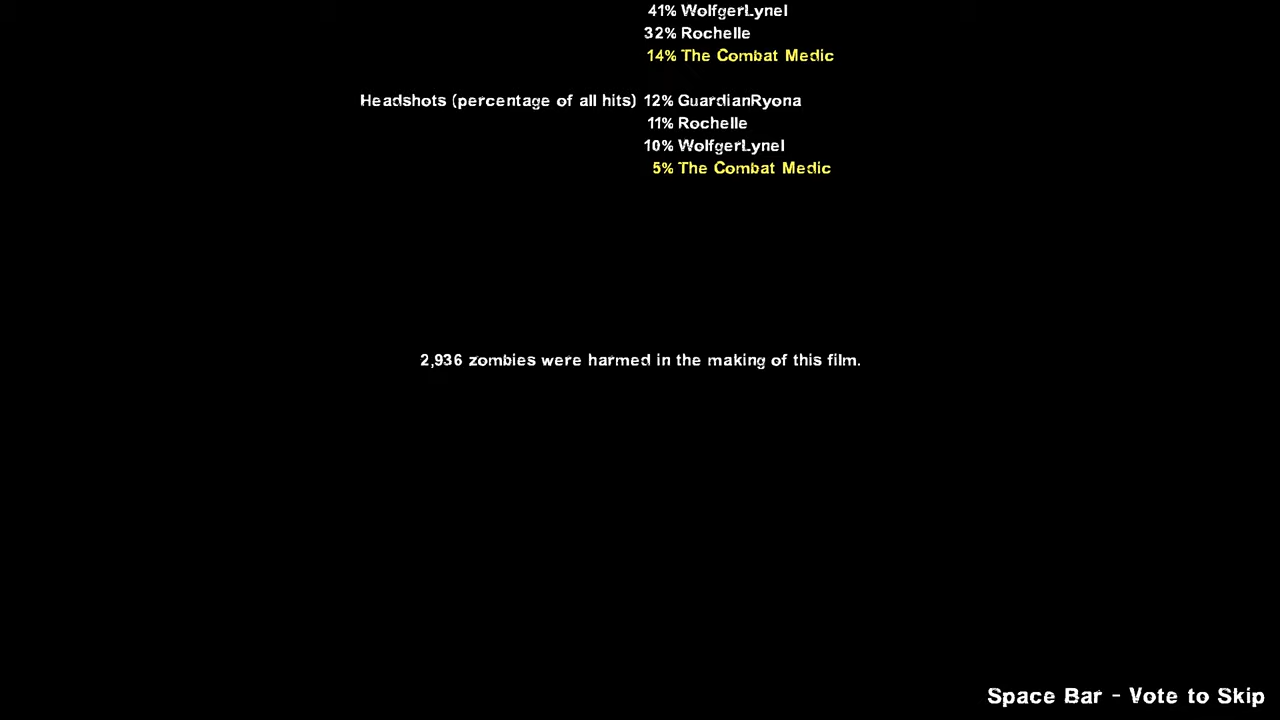 41% WolfgerLynel
32% Rochelle
14% The Combat Medic
Headshots (percentage of all hits) 12% GuardianRyona
11% Rochelle
10% WolfgerLynel
5% The Combat Medic
2,936 zombies were harmed in the making of this film.
Space Bar - Vote to Skip